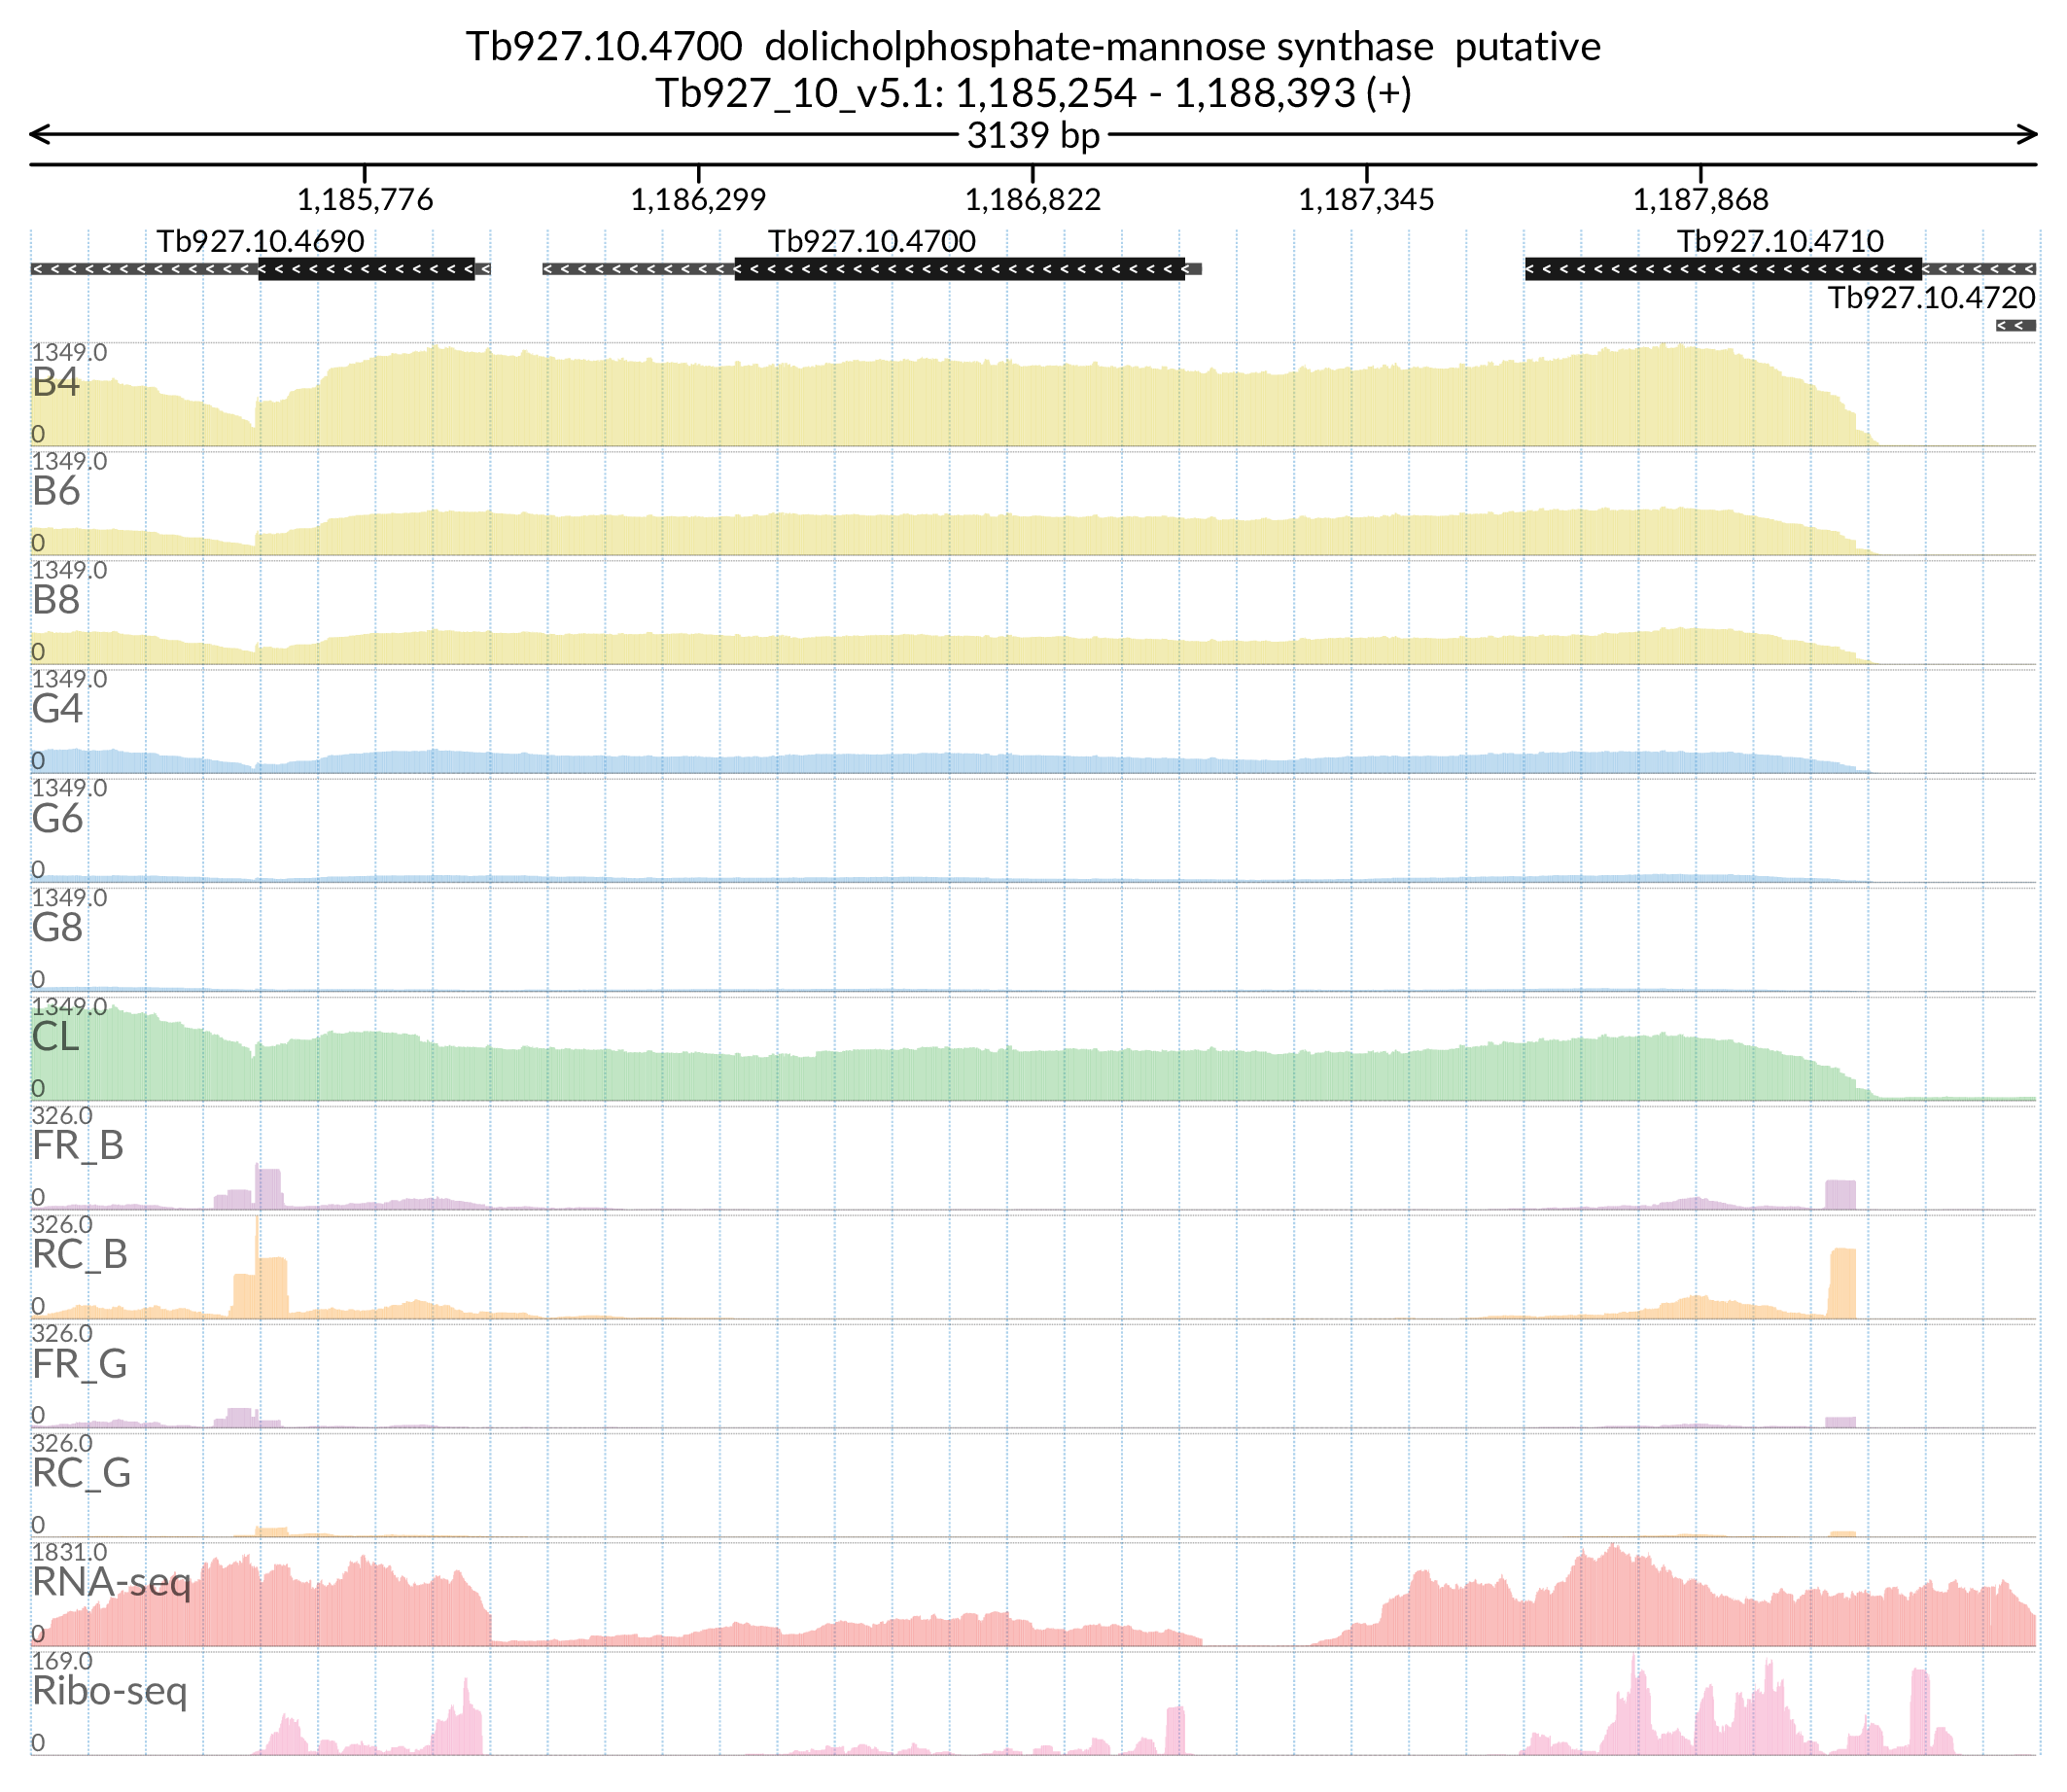 Tb927.10.4700 dolicholphosphate-mannose synthase putative
Tb927_10_v5.1: 1,185,254 - 1,188,393 (+)
3139 bp
1,185,776 1,186,299 1,186,822 1,187,345 1,187,868
Tb927.10.4690 Tb927.10.4700 Tb927.10.4710
Tb927.10.4720
1349.0
B4
0
1349.0
B6
0
1349.0
B8
0
1349.0
G4
0
1349.0
G6
0
1349.0
G8
0
1349.0
CL
0
326.0
FR_B
0
326.0
RC_B
0
326.0
FR_G
0
326.0
RC_G
0
1831.0
RNA-seq
0
169.0
Ribo-seq
0